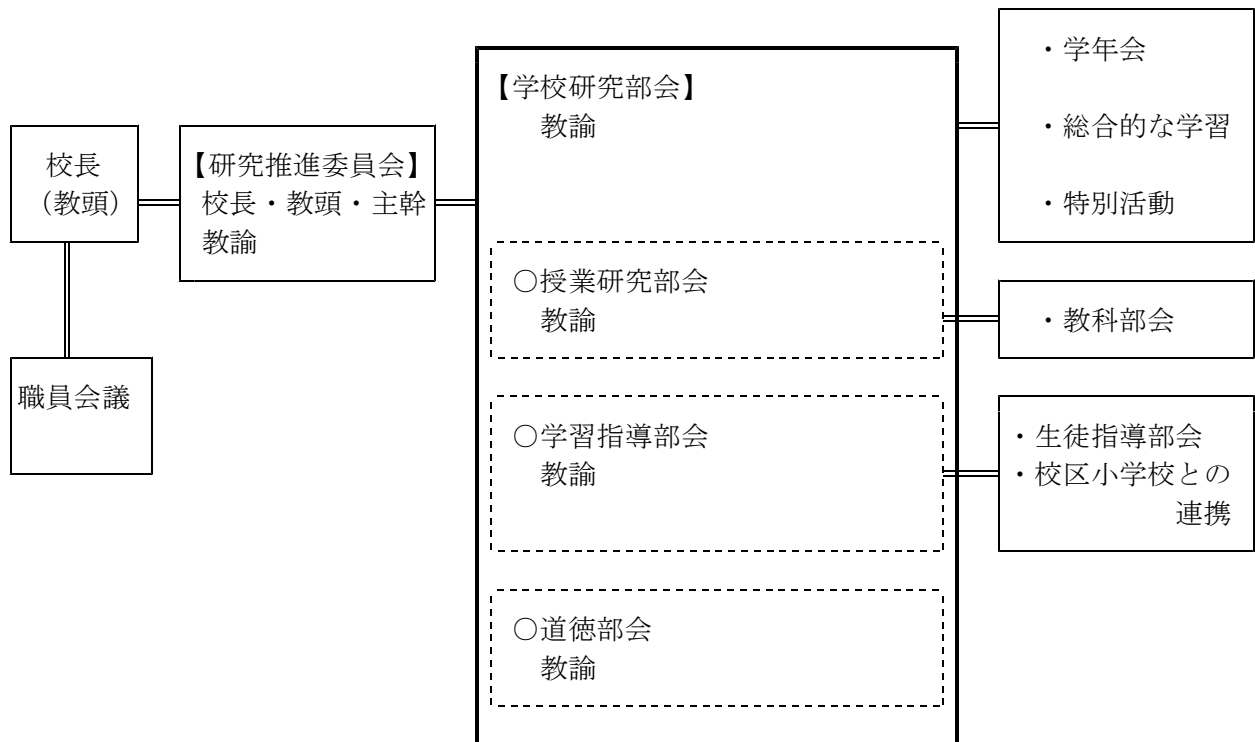 校長
(教頭)
職員会議
【研究推進委員会】
校長・教頭・主幹
教諭
【学校研究部会】
教諭
○授業研究部会
教諭
○学習指導部会
教諭
○道徳部会
教諭
・学年会
・総合的な学習
・特別活動
・教科部会
・生徒指導部会
・校区小学校との
連携